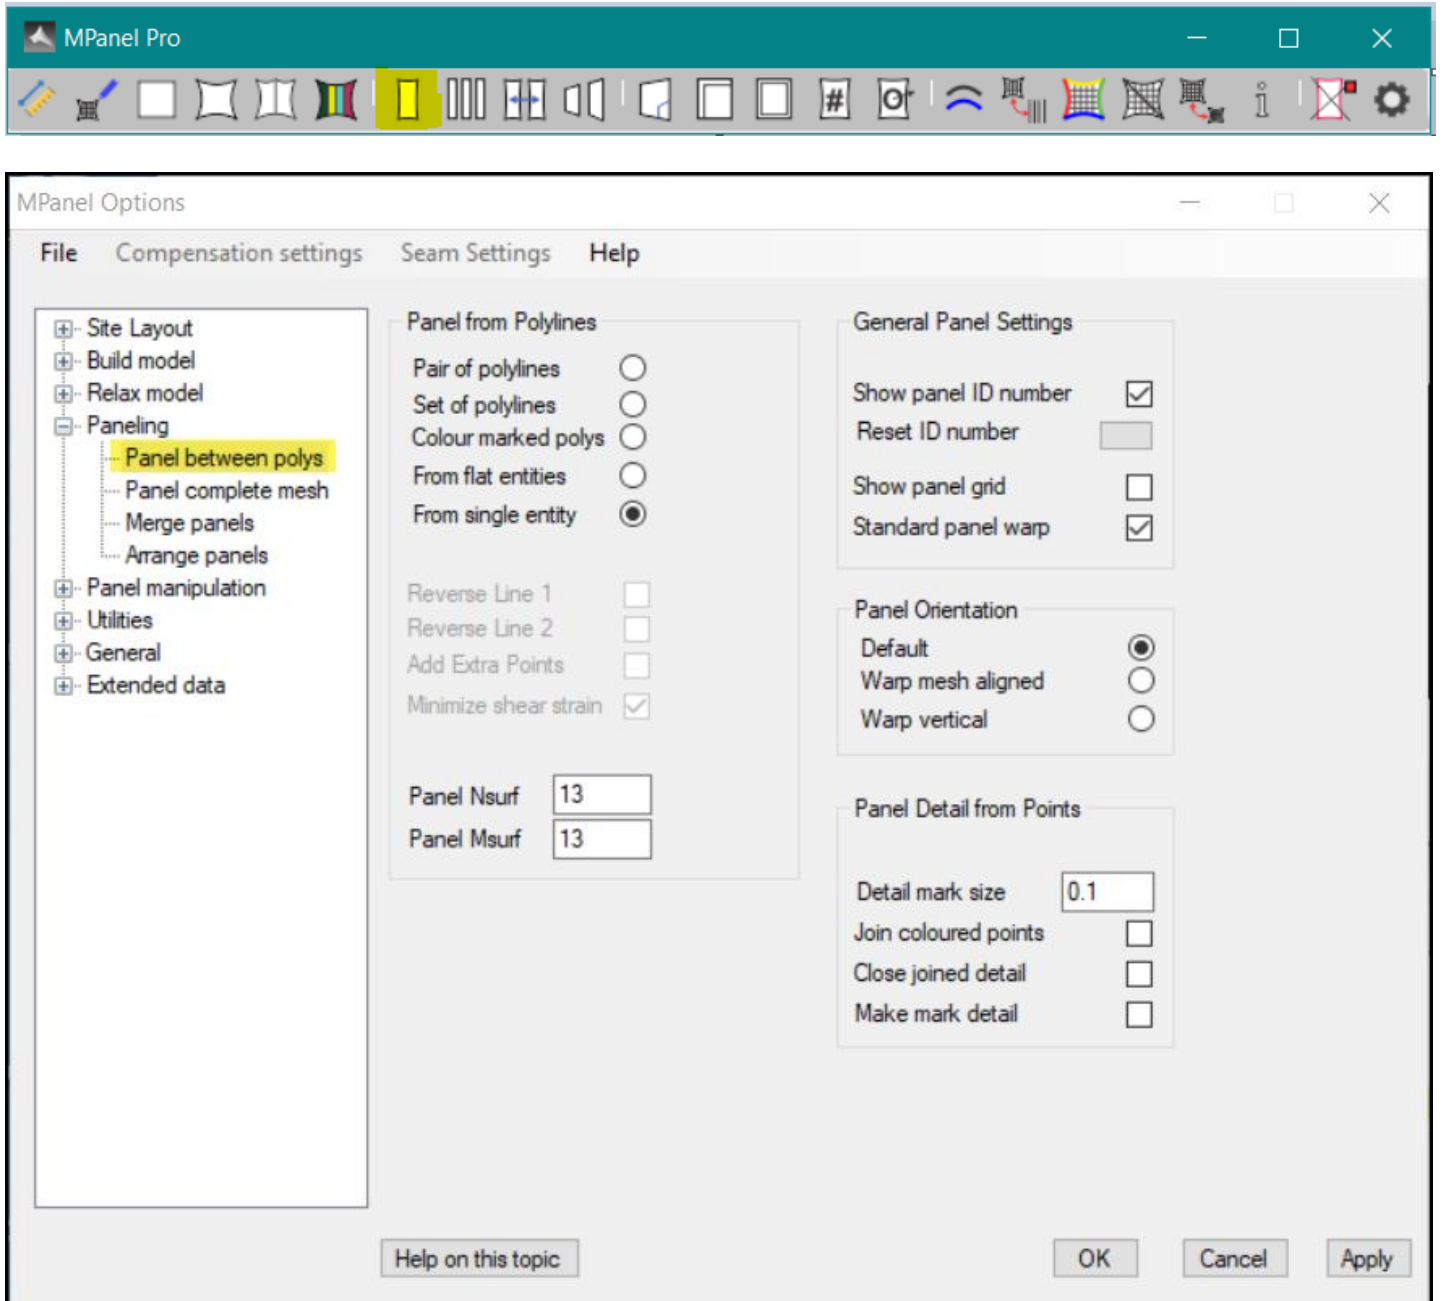 MPanel Pro
#
i
MPanel Options
File Compensation settings Seam Settings Help
Site Layout
Build model
Relax model
Paneling
Panel between polys
Panel complete mesh
Merge panels
Arrange panels
Panel manipulation
Utilities
General
Extended data
Panel from Polylines
Pair of polylines
Set of polylines
Colour marked polys
From flat entities
From single entity
Reverse Line 1
Reverse Line 2
Add Extra Points
Minimize shear strain
Panel Nsurf 13
Panel Msurf 13
General Panel Settings
Show panel ID number
Reset ID number
Show panel grid
Standard panel warp
Panel Orientation
Default
Warp mesh aligned
Warp vertical
Panel Detail from Points
Detail mark size 0.1
Join coloured points
Close joined detail
Make mark detail
Help on this topic
OK Cancel Apply